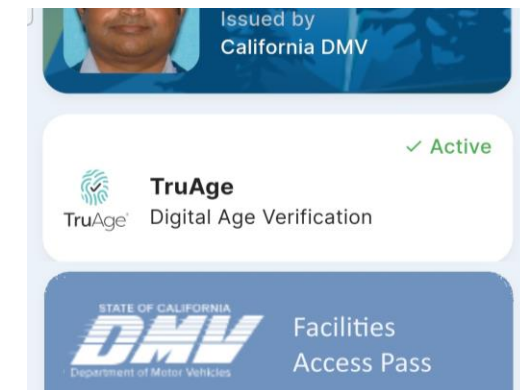 Issued by
California DMV
✓ Active
TruAge
Digital Age Verification
TruAge®
STATE OF CALIFORNIA
DMV
Department of Motor Vehicles
Facilities
Access Pass